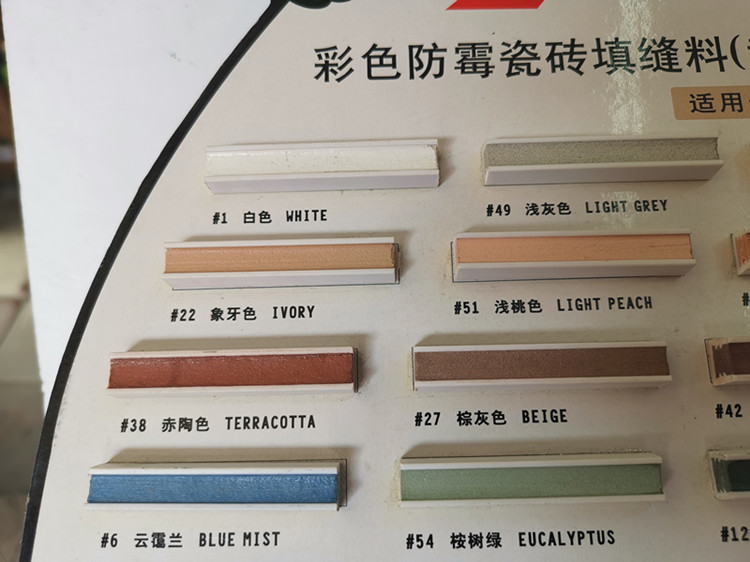 彩色防霉瓷砖填缝料(
适用
#1 白色 WHITE
#49 浅灰色 LIGHT GREY
#22 象牙色 IVORY
#51 浅桃色 LIGHT PEACH
#38 赤陶色 TERRACOTTA
#27 棕灰色 BEIGE
#42
#6 云霭兰 BLUE MIST
#54 桉树绿 EUCALYPTUS
#12